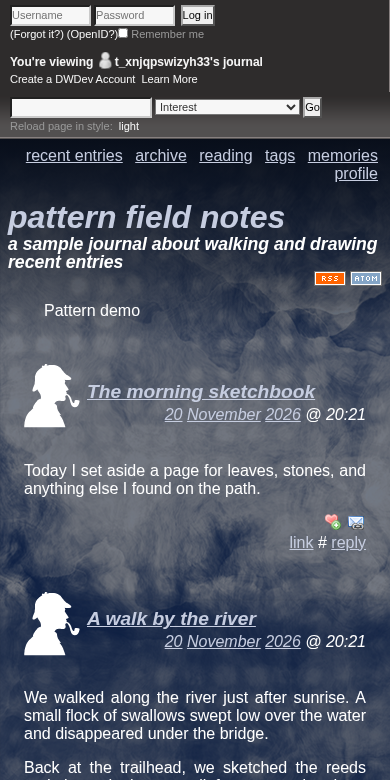 Username Password Log in
(Forgot it?) (OpenID?) Remember me
You're viewing t_xnjqpswizyh33's journal
Create a DWDev Account Learn More
Interest Go
Reload page in style: light
recent entries archive reading tags memories
profile
pattern field notes
a sample journal about walking and drawing
recent entries
RSS ATOM
Pattern demo
The morning sketchbook
20 November 2026 @ 20:21
Today I set aside a page for leaves, stones, and
anything else I found on the path.
link # reply
A walk by the river
20 November 2026 @ 20:21
We walked along the river just after sunrise. A
small flock of swallows swept low over the water
and disappeared under the bridge.
Back at the trailhead, we sketched the reeds